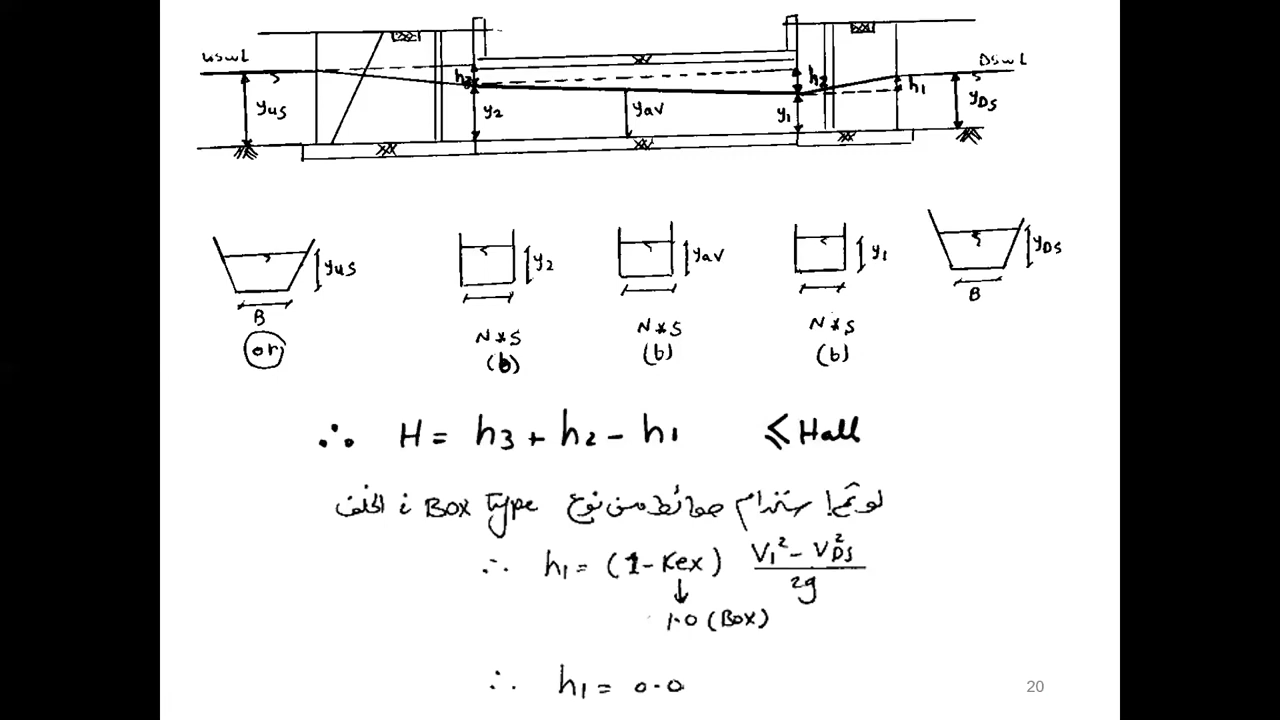 USWL
DSWL
yus
h3
y2
yav
h2
y1
h1
yDs
yus
y2
yav
y1
yDs
B
N*S
N*S
N*S
B
or
(b)
(b)
(b)
∴ H = h3 + h2 - h1 ≤ Hall
لو تم استخدام حوائط من نوع Box Type في الخلف
∴ h1 = (1 - Kex) (V1² - VDs²) / 2g
↓
1.0 (Box)
∴ h1 = 0.0
20